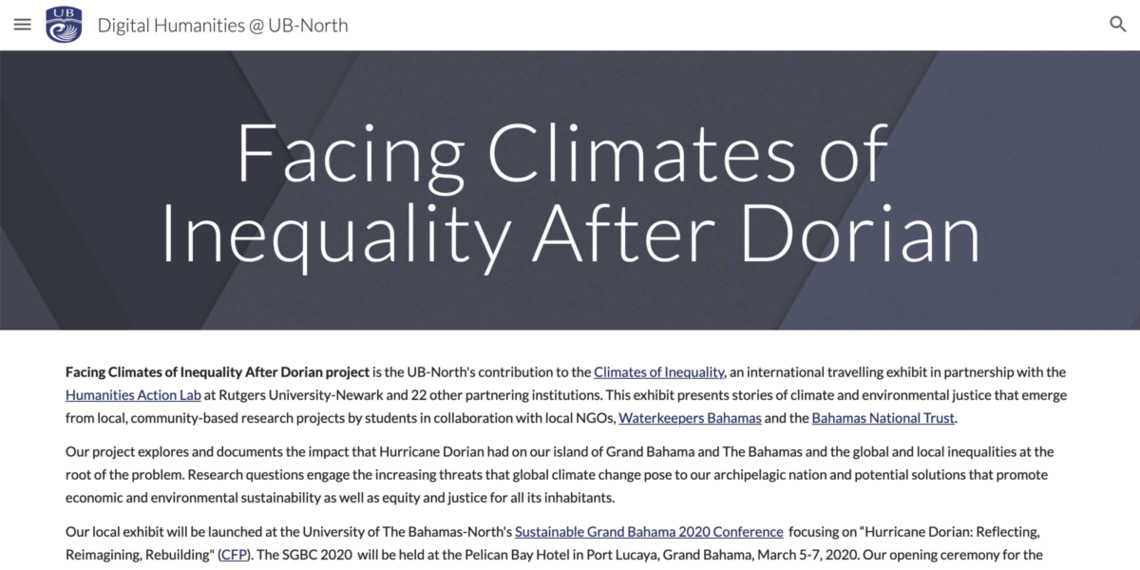 UB
Digital Humanities @ UB-North
Facing Climates of
Inequality After Dorian
Facing Climates of Inequality After Dorian project is the UB-North's contribution to the Climates of Inequality, an international travelling exhibit in partnership with the
Humanities Action Lab at Rutgers University-Newark and 22 other partnering institutions. This exhibit presents stories of climate and environmental justice that emerge
from local, community-based research projects by students in collaboration with local NGOs, Waterkeepers Bahamas and the Bahamas National Trust.
Our project explores and documents the impact that Hurricane Dorian had on our island of Grand Bahama and The Bahamas and the global and local inequalities at the
root of the problem. Research questions engage the increasing threats that global climate change pose to our archipelagic nation and potential solutions that promote
economic and environmental sustainability as well as equity and justice for all its inhabitants.
Our local exhibit will be launched at the University of The Bahamas-North's Sustainable Grand Bahama 2020 Conference focusing on “Hurricane Dorian: Reflecting,
Reimagining, Rebuilding" (CFP). The SGBC 2020 will be held at the Pelican Bay Hotel in Port Lucaya, Grand Bahama, March 5-7, 2020. Our opening ceremony for the